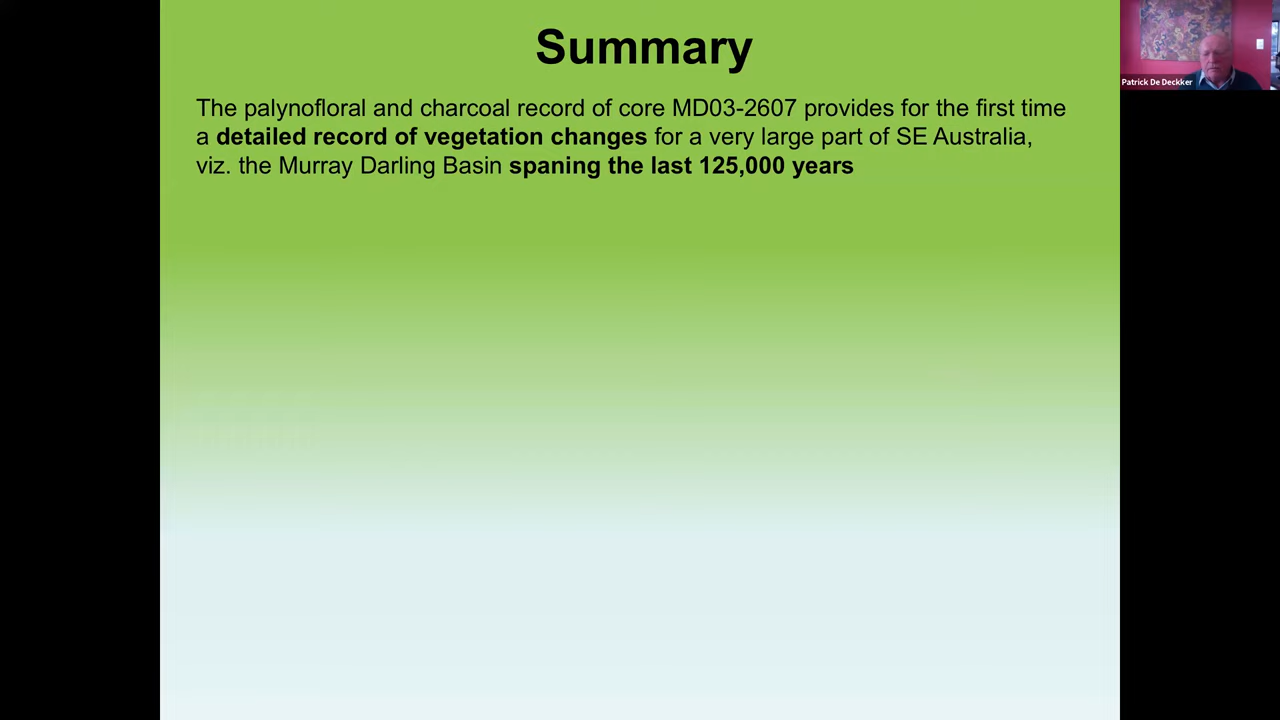 Summary
The palynofloral and charcoal record of core MD03-2607 provides for the first time
a detailed record of vegetation changes for a very large part of SE Australia,
viz. the Murray Darling Basin spaning the last 125,000 years
Patrick De Deckker